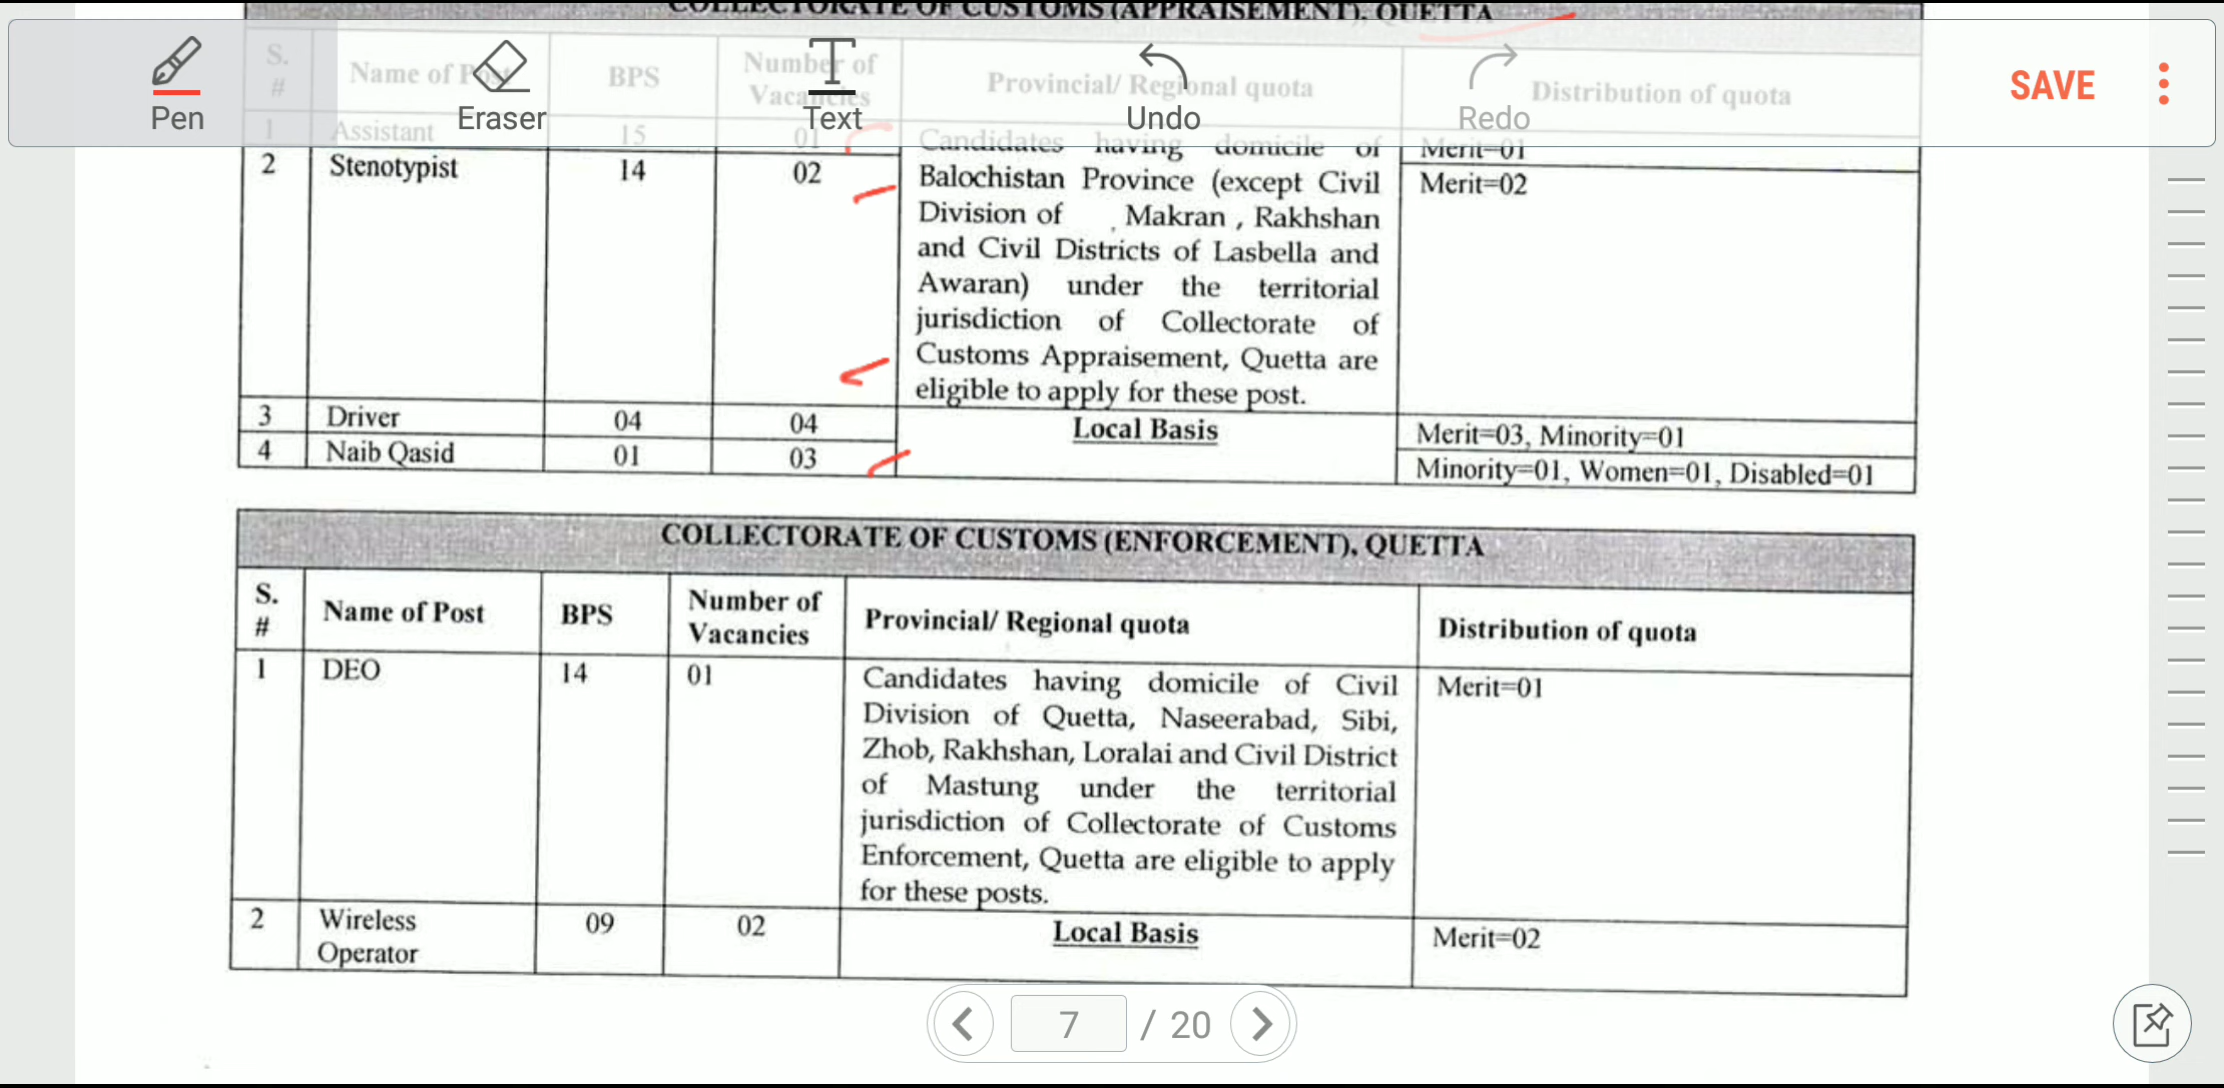 COLLECTORATE OF CUSTOMS (APPRAISEMENT), QUETTA
Pen
Eraser
Text
Undo
Redo
SAVE
S. #
Name of Post
BPS
Number of Vacancies
Provincial/ Regional quota
Distribution of quota
1
Assistant
15
01
Merit=01
2
Stenotypist
14
02
Candidates having domicile of
Balochistan Province (except Civil
Division of , Makran , Rakhshan
and Civil Districts of Lasbella and
Awaran) under the territorial
jurisdiction of Collectorate of
Customs Appraisement, Quetta are
eligible to apply for these post.
Merit=02
3
Driver
04
04
Local Basis
Merit=03, Minority=01
4
Naib Qasid
01
03
Minority=01, Women=01, Disabled=01
COLLECTORATE OF CUSTOMS (ENFORCEMENT), QUETTA
S. #
Name of Post
BPS
Number of Vacancies
Provincial/ Regional quota
Distribution of quota
1
DEO
14
01
Candidates having domicile of Civil
Division of Quetta, Naseerabad, Sibi,
Zhob, Rakhshan, Loralai and Civil District
of Mastung under the territorial
jurisdiction of Collectorate of Customs
Enforcement, Quetta are eligible to apply
for these posts.
Merit=01
2
Wireless
Operator
09
02
Local Basis
Merit=02
7 / 20